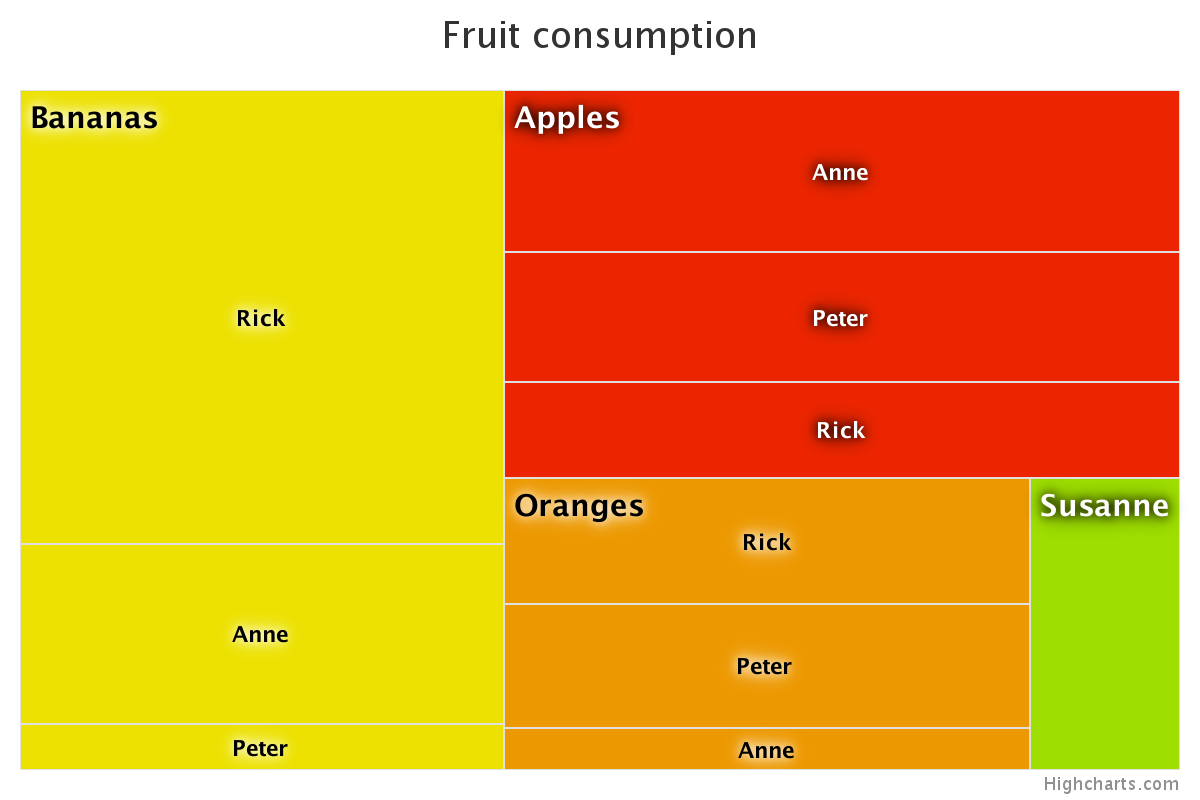 Fruit consumption
Bananas
Rick
Anne
Peter
Apples
Anne
Peter
Rick
Oranges
Rick
Peter
Anne
Susanne
Highcharts.com